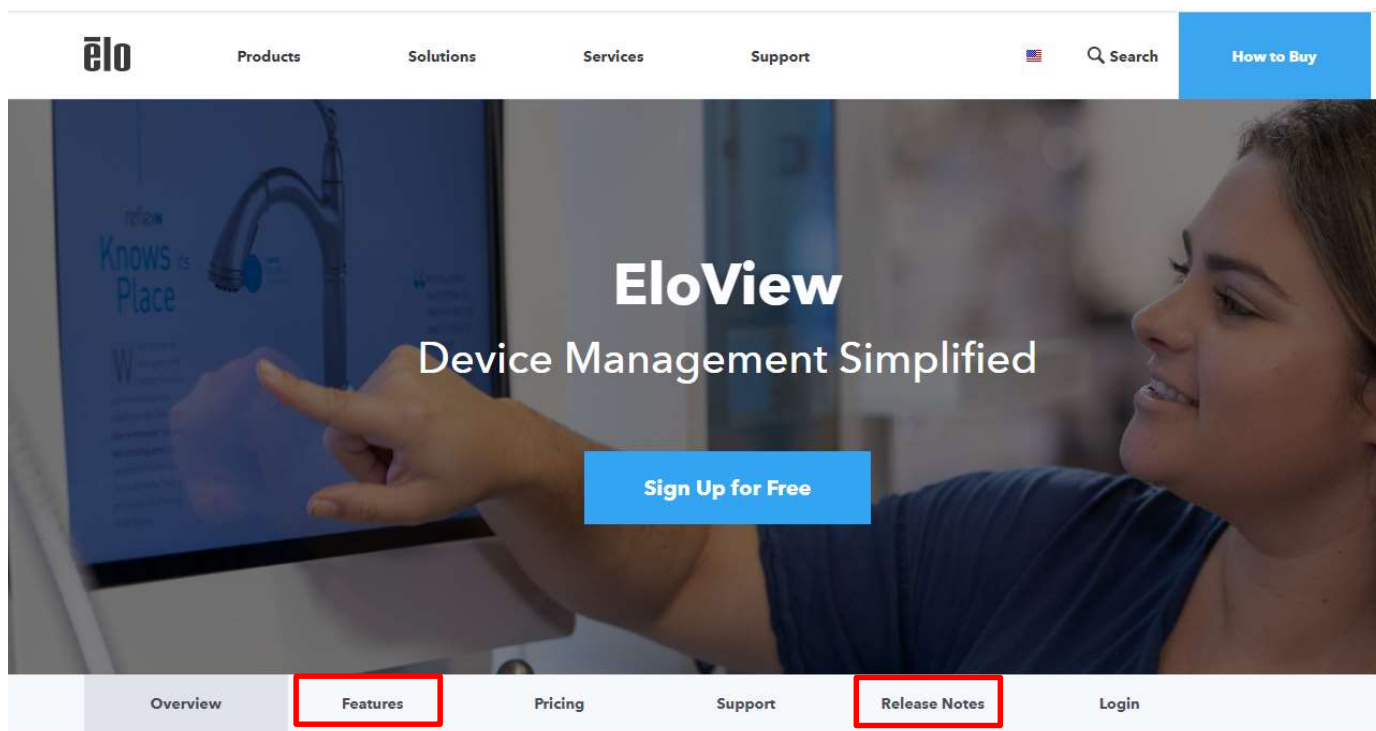 ēlo
Products
Solutions
Services
Support
Search
How to Buy
reflex
Knows its
Place
EloView
Device Management Simplified
Sign Up for Free
Overview
Features
Pricing
Support
Release Notes
Login